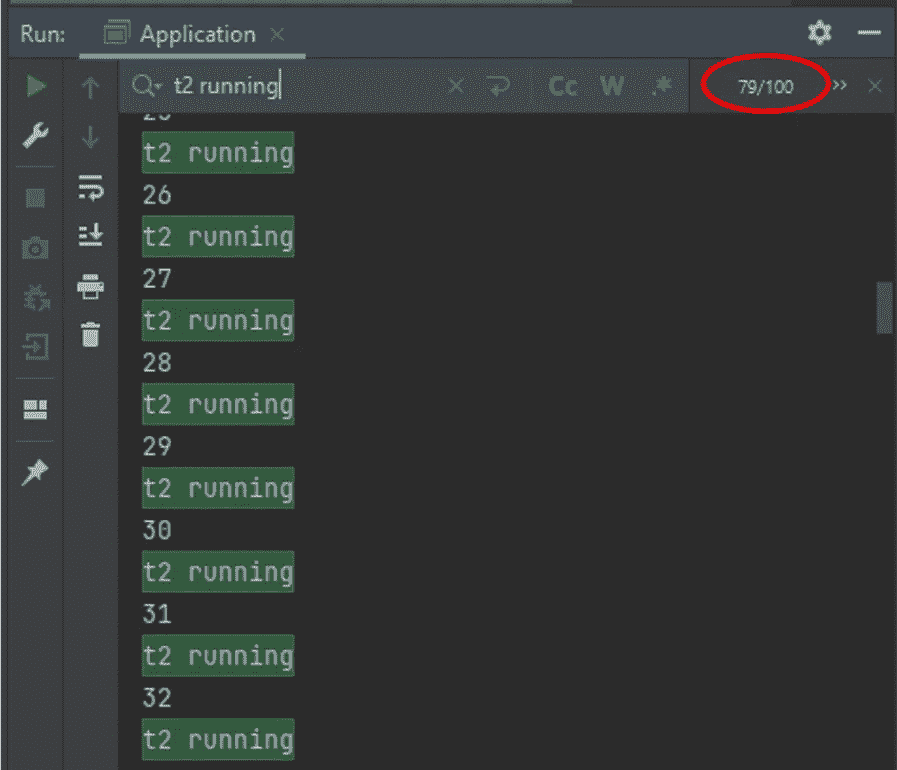 Run: Application
t2 running Cc W .* 79/100
t2 running
26
t2 running
27
t2 running
28
t2 running
29
t2 running
30
t2 running
31
t2 running
32
t2 running